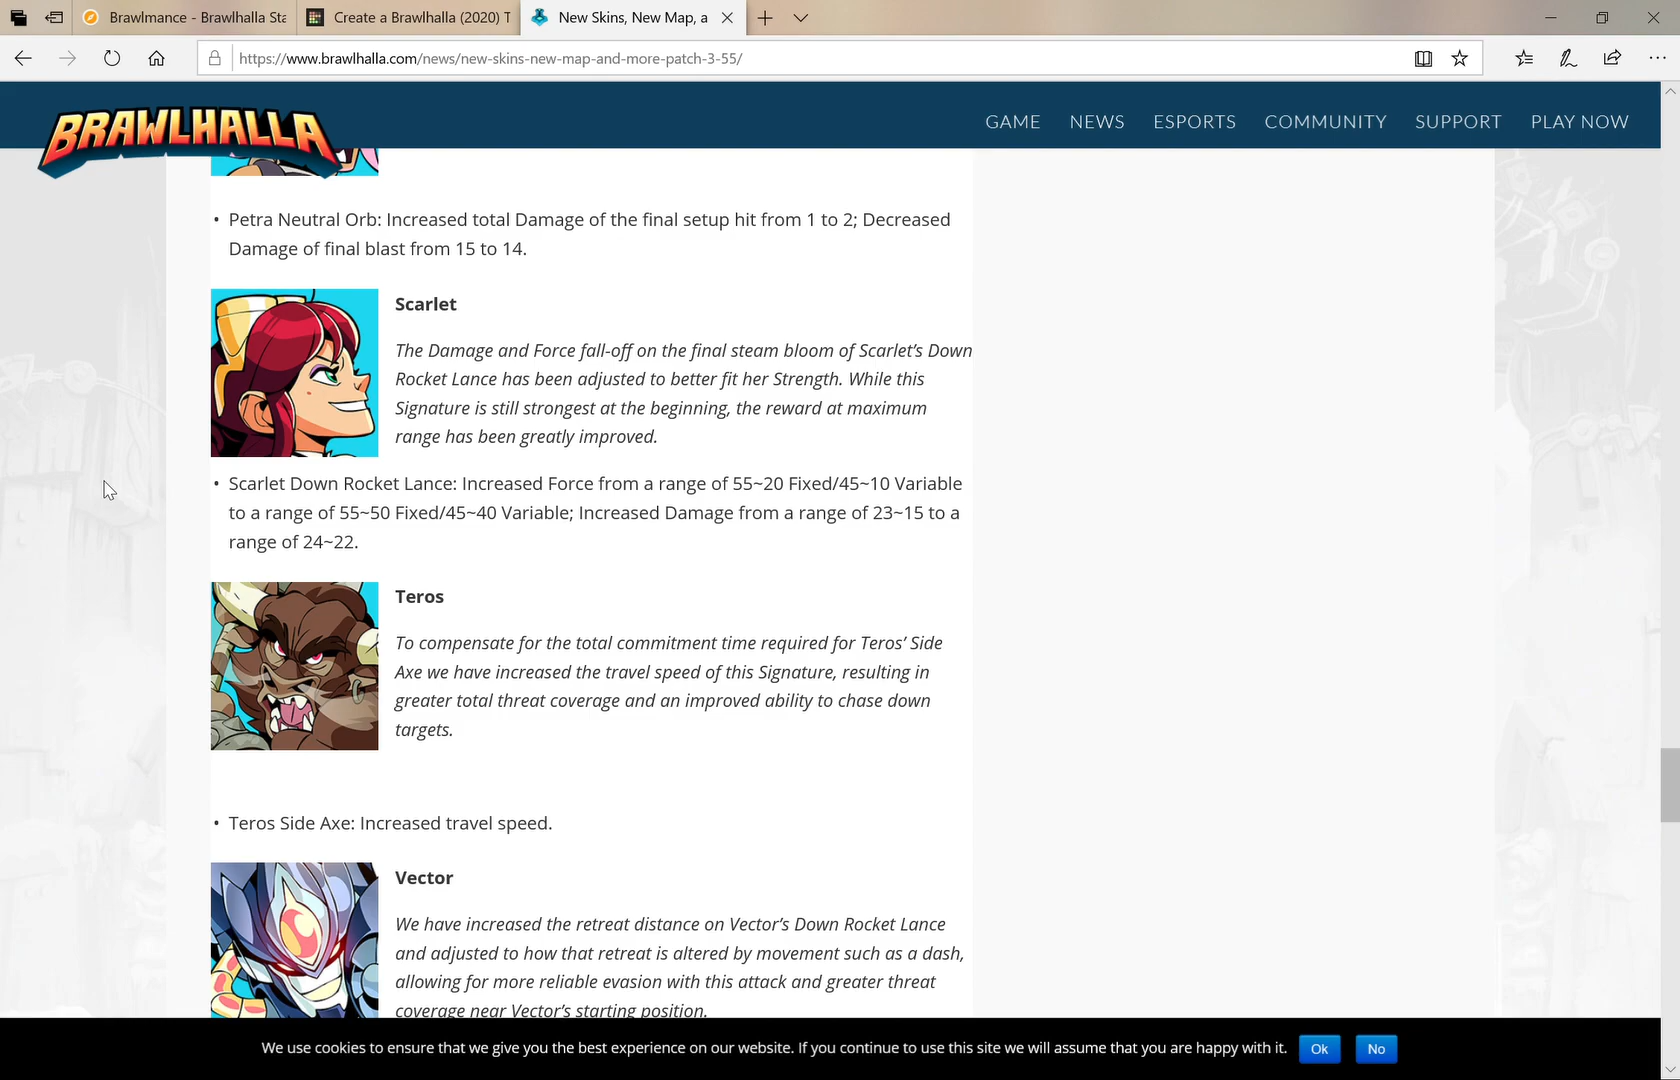 Brawlmance - Brawlhalla Sta
Create a Brawlhalla (2020) T
New Skins, New Map, a
https://www.brawlhalla.com/news/new-skins-new-map-and-more-patch-3-55/
BRAWLHALLA
GAME NEWS ESPORTS COMMUNITY SUPPORT PLAY NOW
• Petra Neutral Orb: Increased total Damage of the final setup hit from 1 to 2; Decreased
Damage of final blast from 15 to 14.
Scarlet
The Damage and Force fall-off on the final steam bloom of Scarlet’s Down
Rocket Lance has been adjusted to better fit her Strength. While this
Signature is still strongest at the beginning, the reward at maximum
range has been greatly improved.
• Scarlet Down Rocket Lance: Increased Force from a range of 55~20 Fixed/45~10 Variable
to a range of 55~50 Fixed/45~40 Variable; Increased Damage from a range of 23~15 to a
range of 24~22.
Teros
To compensate for the total commitment time required for Teros’ Side
Axe we have increased the travel speed of this Signature, resulting in
greater total threat coverage and an improved ability to chase down
targets.
• Teros Side Axe: Increased travel speed.
Vector
We have increased the retreat distance on Vector’s Down Rocket Lance
and adjusted to how that retreat is altered by movement such as a dash,
allowing for more reliable evasion with this attack and greater threat
coverage near Vector’s starting position.
We use cookies to ensure that we give you the best experience on our website. If you continue to use this site we will assume that you are happy with it. Ok No